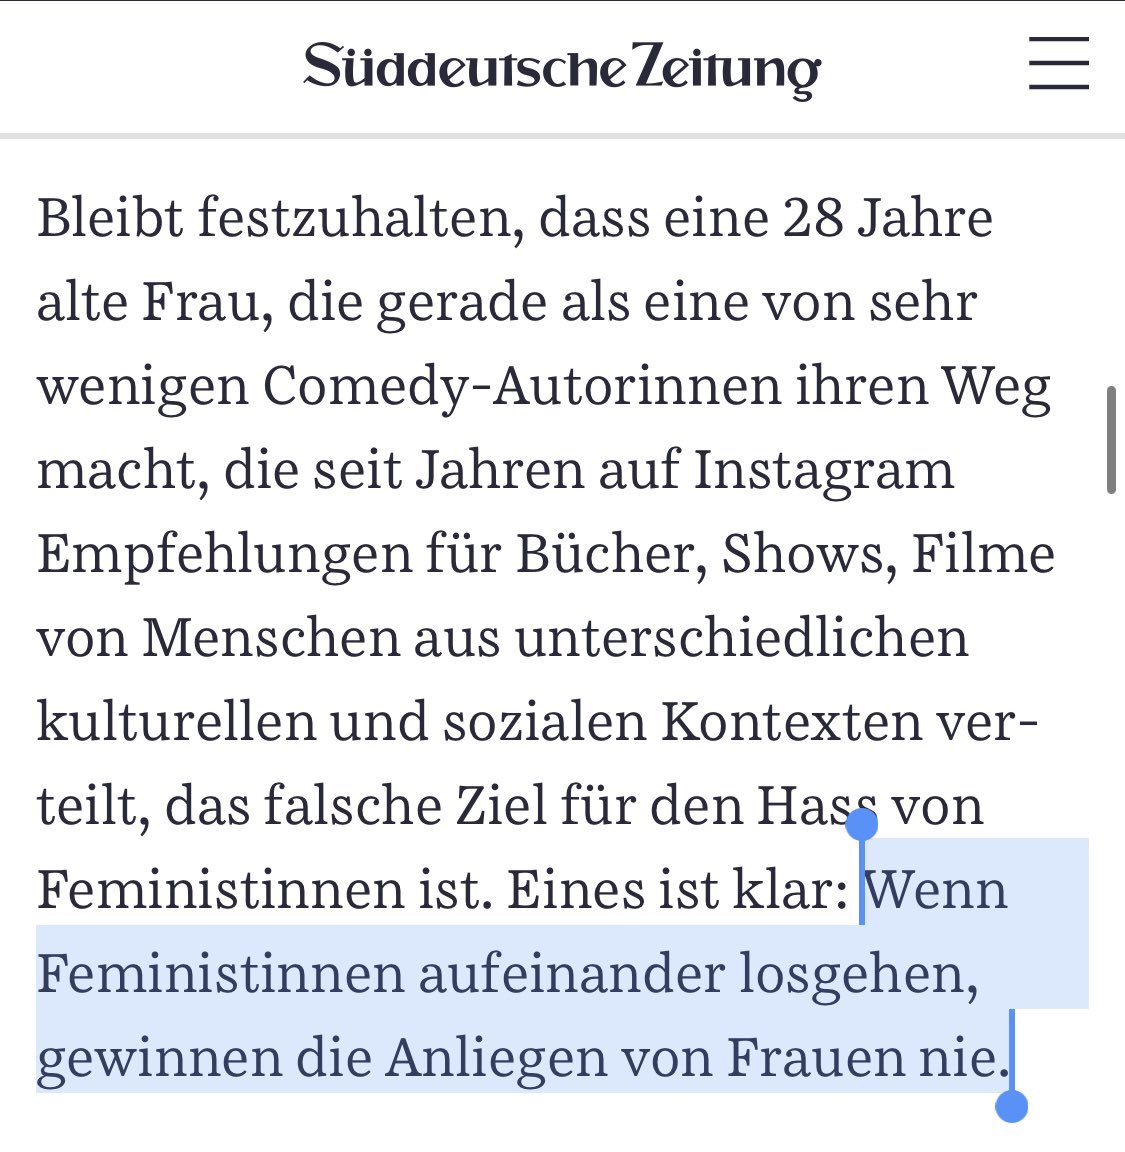 Süddeutsche Zeitung
Bleibt festzuhalten, dass eine 28 Jahre
alte Frau, die gerade als eine von sehr
wenigen Comedy-Autorinnen ihren Weg
macht, die seit Jahren auf Instagram
Empfehlungen für Bücher, Shows, Filme
von Menschen aus unterschiedlichen
kulturellen und sozialen Kontexten ver-
teilt, das falsche Ziel für den Hass von
Feministinnen ist. Eines ist klar: Wenn
Feministinnen aufeinander losgehen,
gewinnen die Anliegen von Frauen nie.